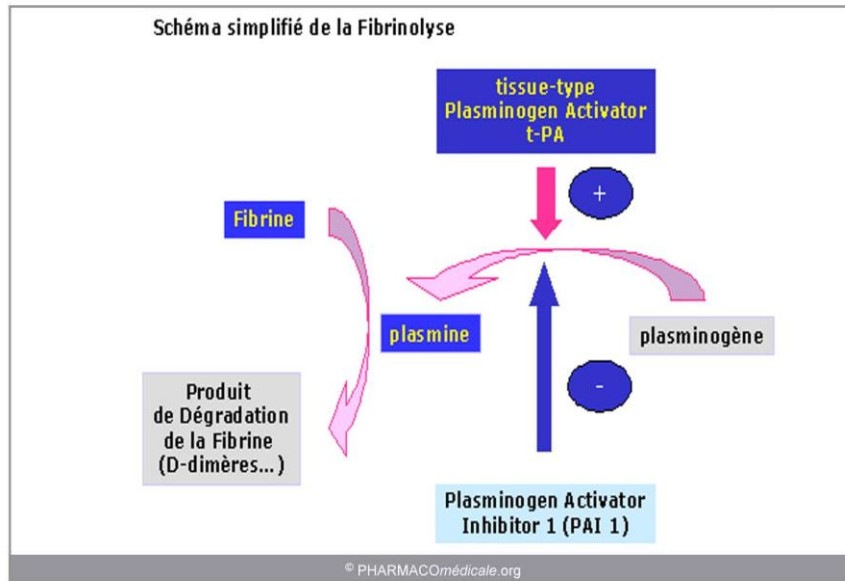 Schéma simplifié de la Fibrinolyse
tissue-type
Plasminogen Activator
t-PA
+
Fibrine
plasmine
plasminogène
-
Produit
de Dégradation
de la Fibrine
(D-dimères...)
Plasminogen Activator
Inhibitor 1 (PAI 1)
© PHARMACOmédicale.org